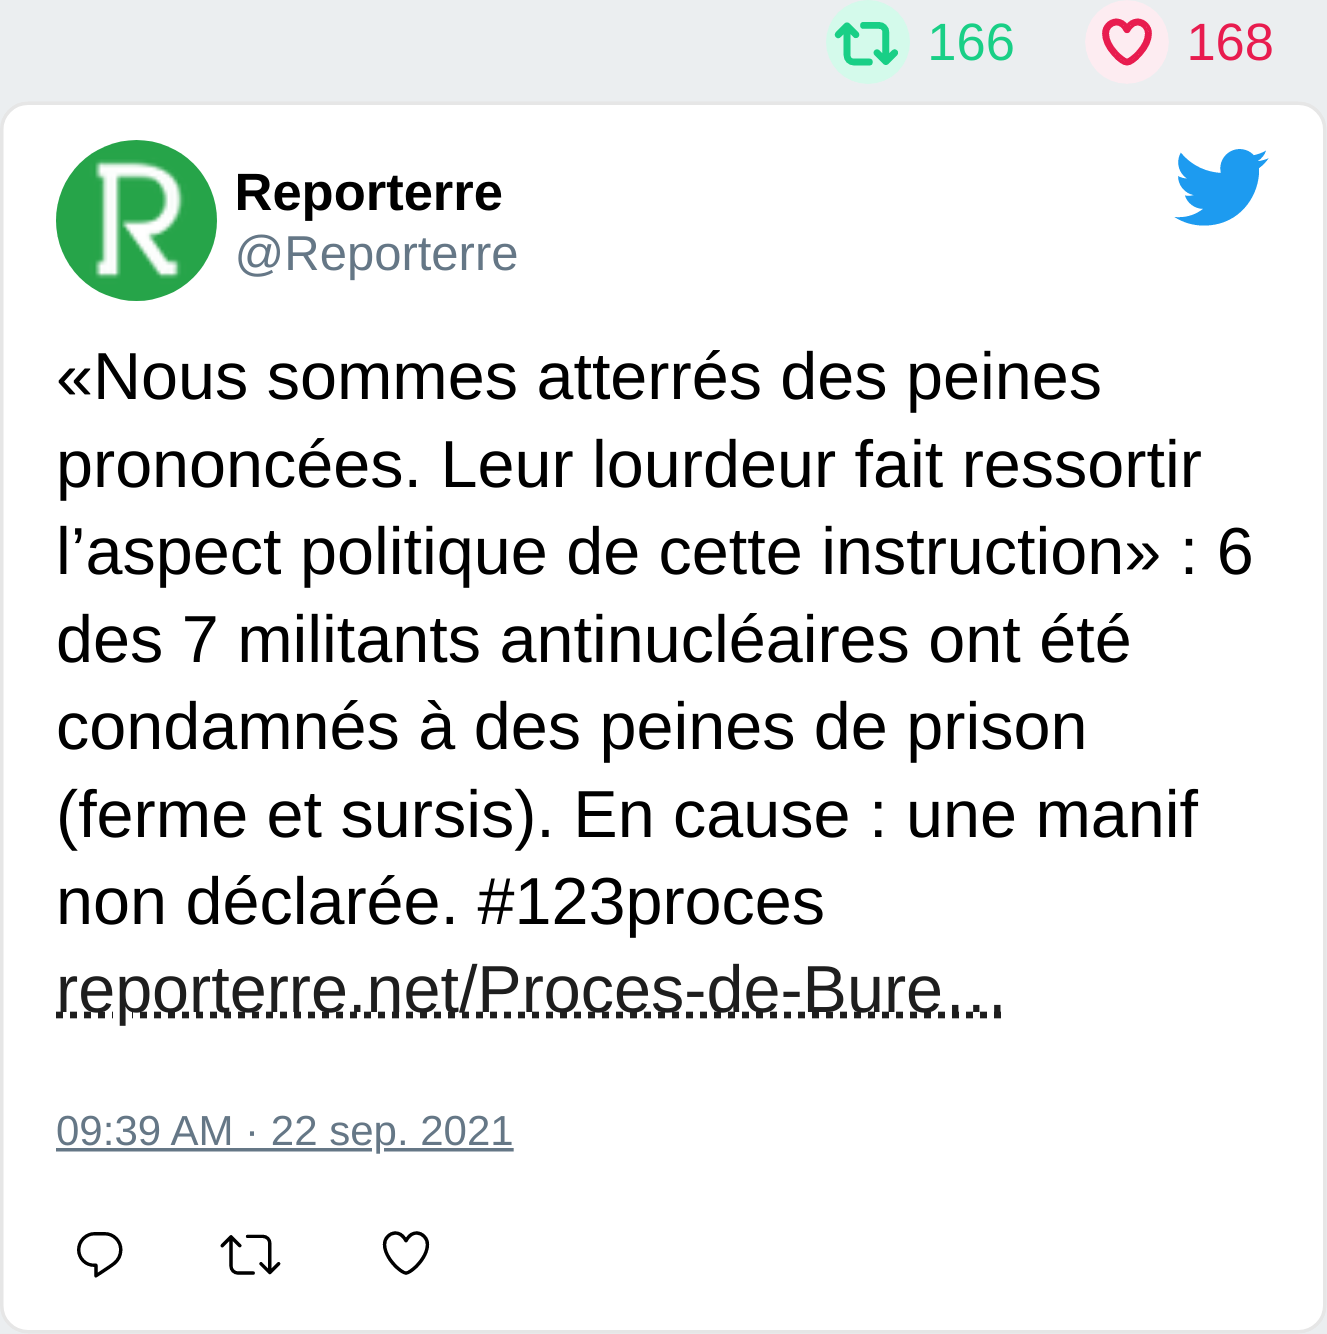 166 168
R
Reporterre
@Reporterre
«Nous sommes atterrés des peines
prononcées. Leur lourdeur fait ressortir
l’aspect politique de cette instruction» : 6
des 7 militants antinucléaires ont été
condamnés à des peines de prison
(ferme et sursis). En cause : une manif
non déclarée. #123proces
reporterre.net/Proces-de-Bure…
09:39 AM · 22 sep. 2021